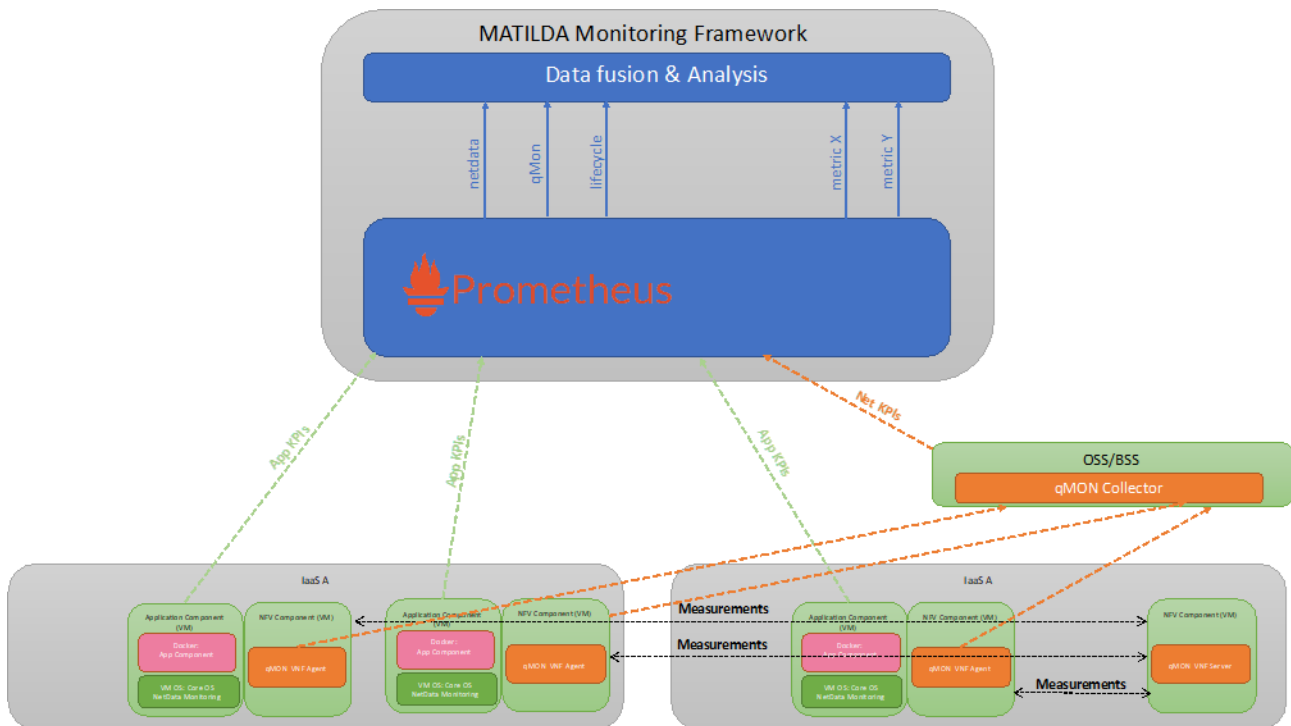 MATILDA Monitoring Framework
Data fusion & Analysis
netdata
qMon
lifecycle
metric X
metric Y
Prometheus
App KPIs
App KPIs
App KPIs
Net KPIs
OSS/BSS
qMON Collector
IaaS A
Application Component
(VM)
Docker:
App Component
VM OS: Core OS
NetData Monitoring
NFV Component (VM)
qMON VNF Agent
Application Component
(VM)
Docker:
App Component
VM OS: Core OS
NetData Monitoring
NFV Component (VM)
qMON VNF Agent
Measurements
Measurements
Measurements
IaaS A
Application Component
(VM)
Docker:
App Component
VM OS: Core OS
NetData Monitoring
NFV Component (VM)
qMON VNF Agent
NFV Component (VM)
qMON VNF Server